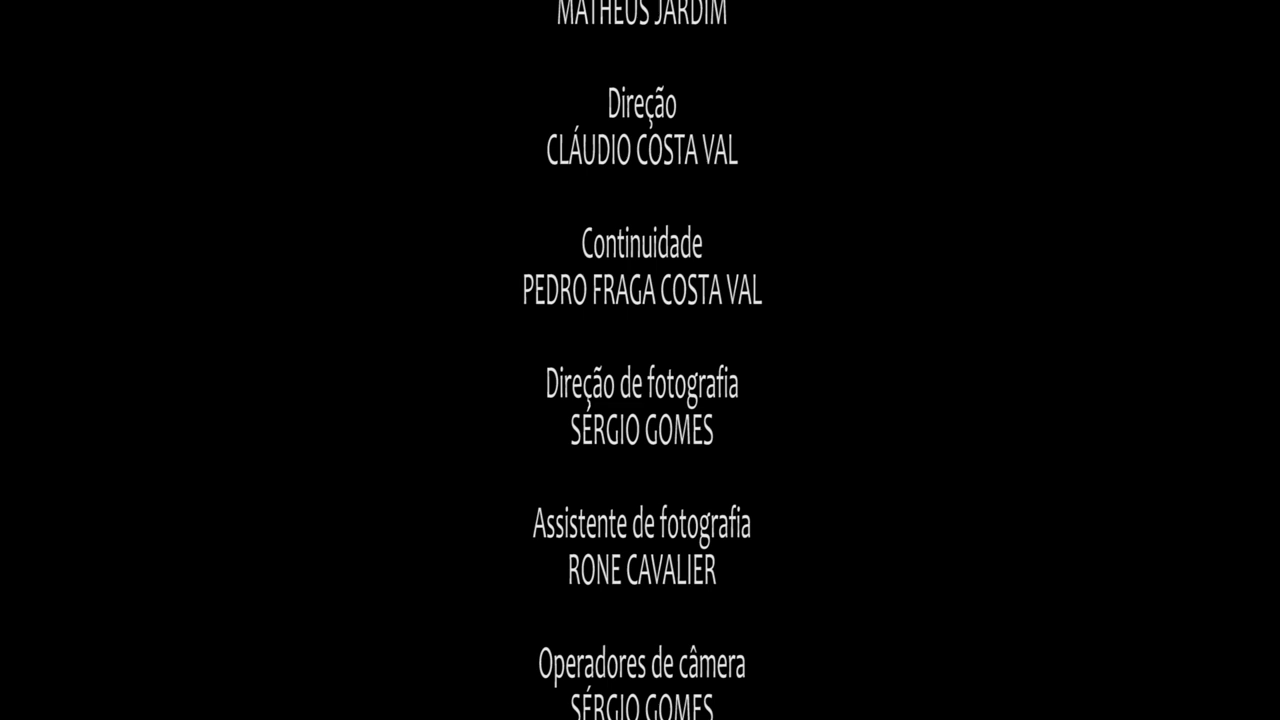 MATHEUS JARDIM
Direção
CLÁUDIO COSTA VAL
Continuidade
PEDRO FRAGA COSTA VAL
Direção de fotografia
SÉRGIO GOMES
Assistente de fotografia
RONE CAVALIER
Operadores de câmera
SÉRGIO GOMES